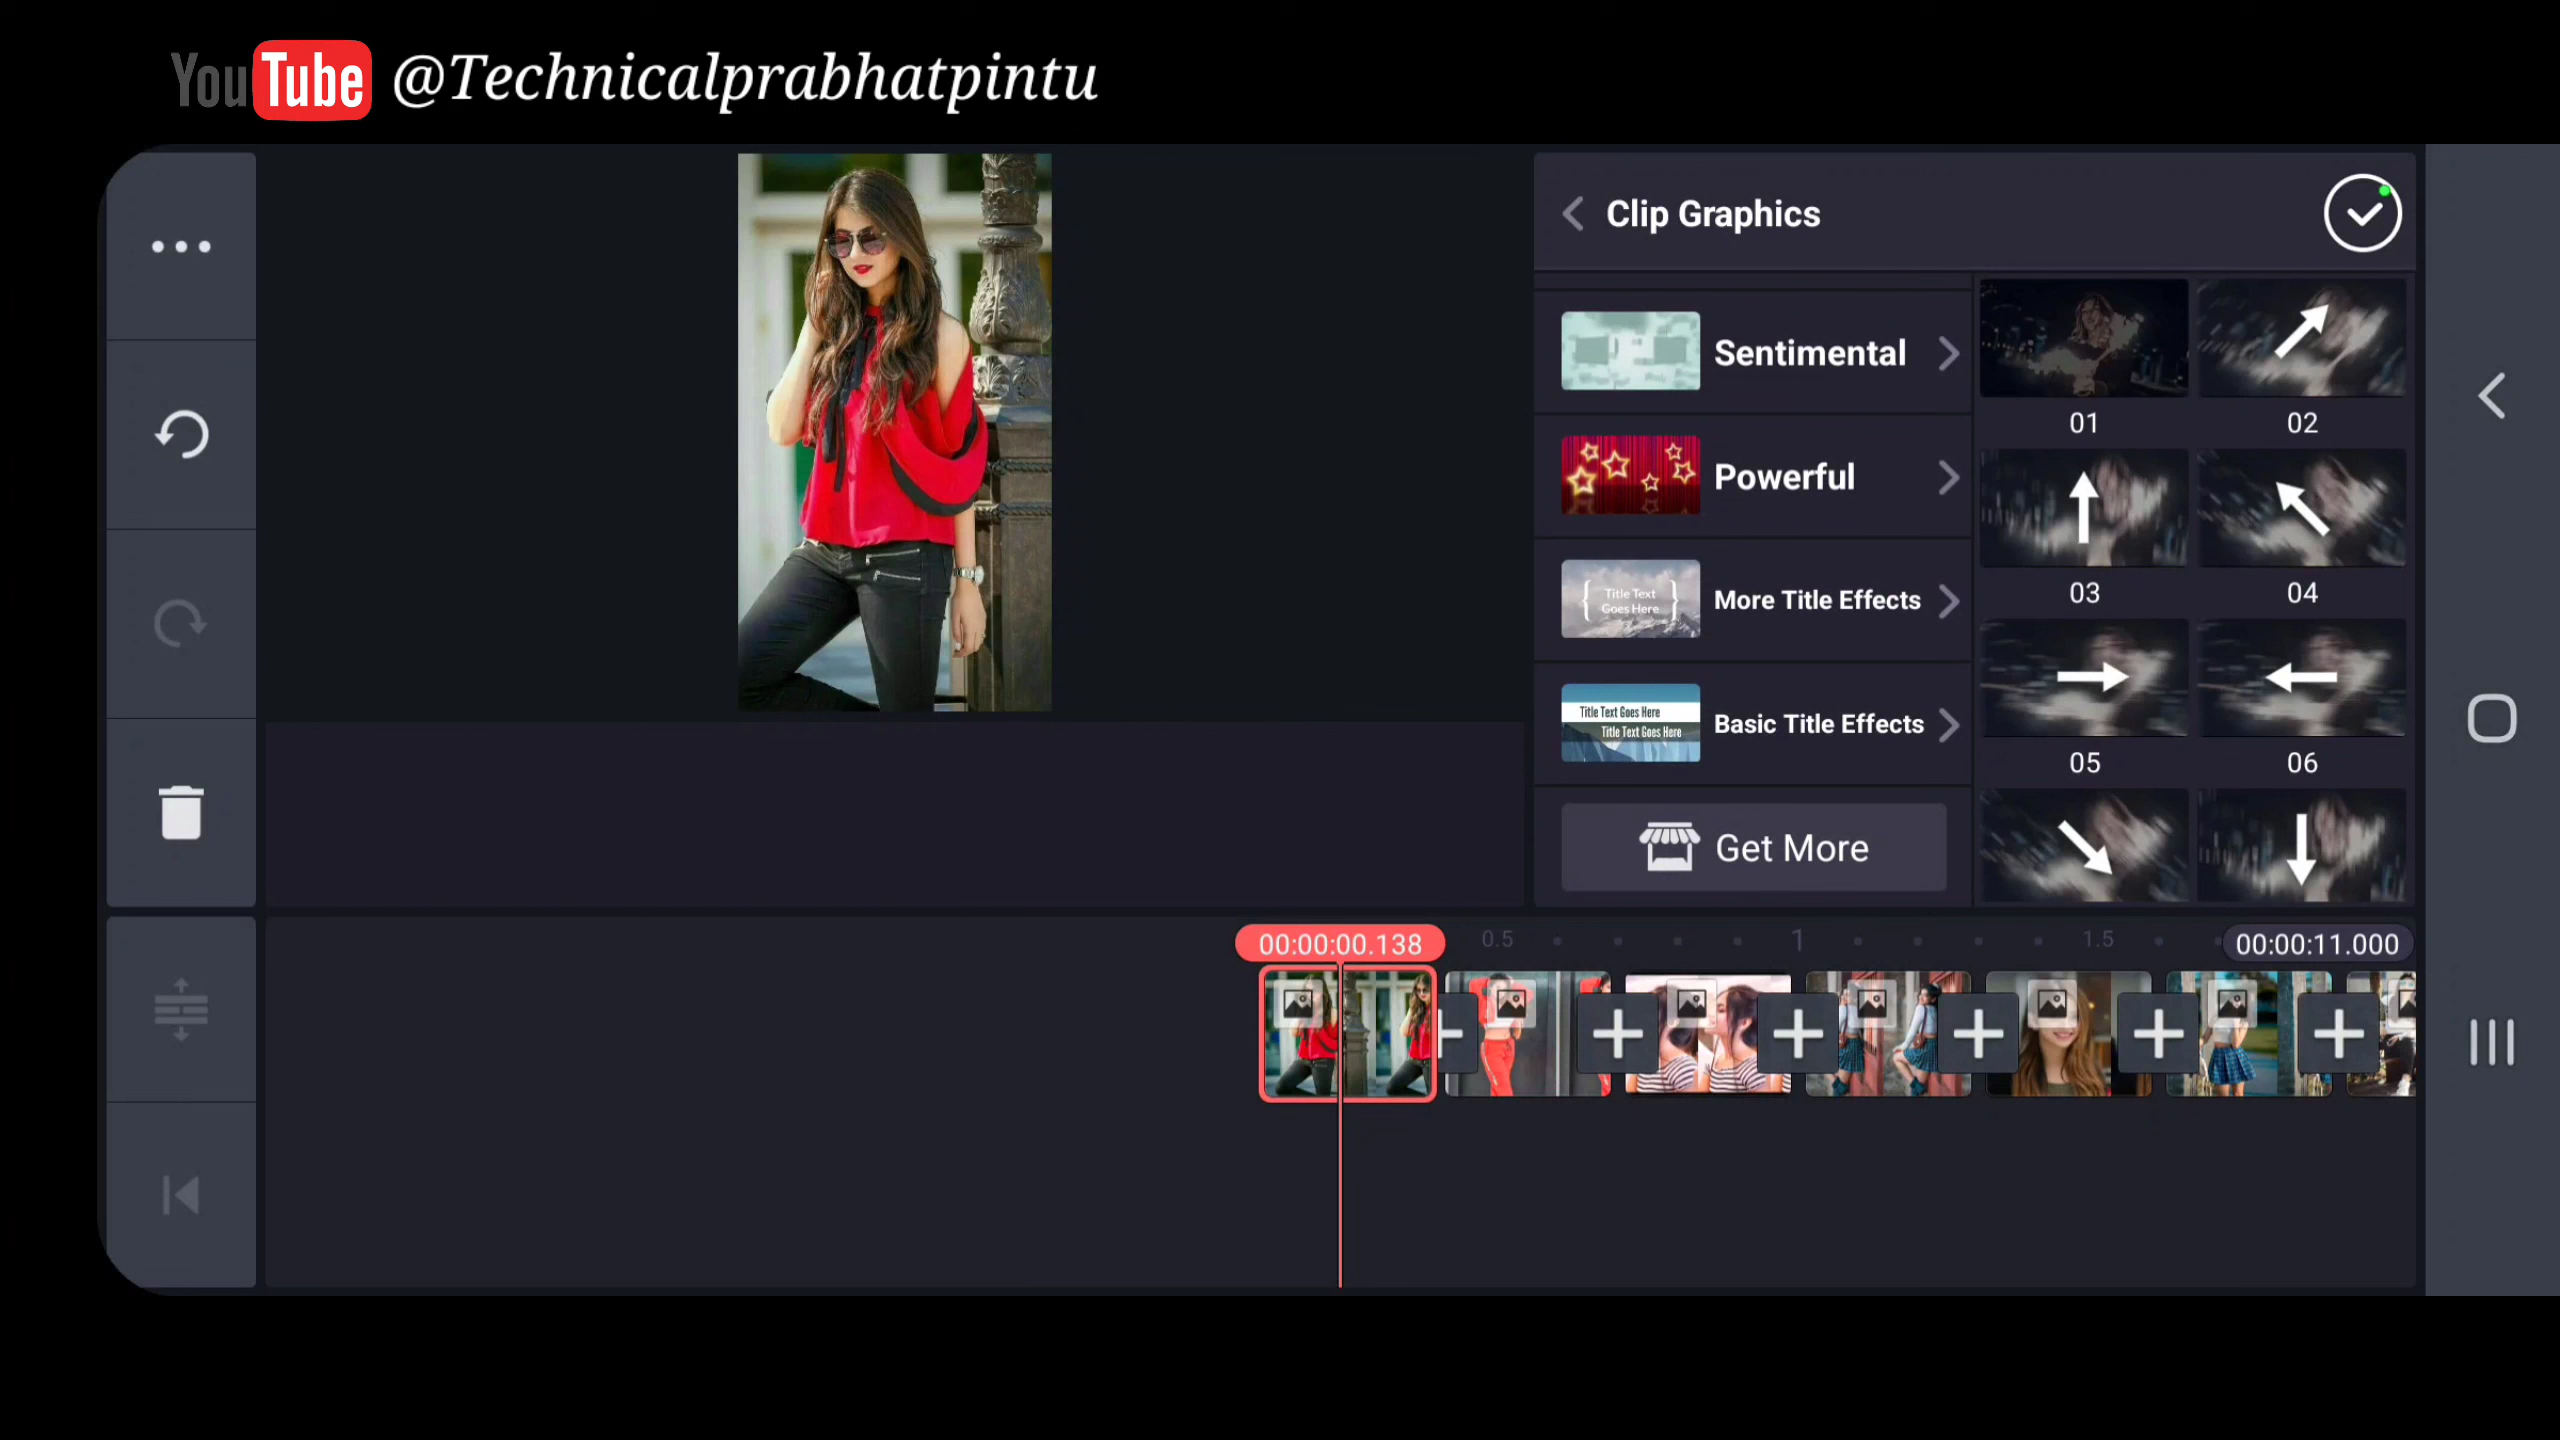 YouTube @Technicalprabhatpintu
Clip Graphics
Sentimental
Powerful
Title Text
Goes Here
More Title Effects
Title Text Goes Here
Title Text Goes Here
Basic Title Effects
Get More
01
02
03
04
05
06
00:00:00.138
0.5
1
1.5
00:00:11.000